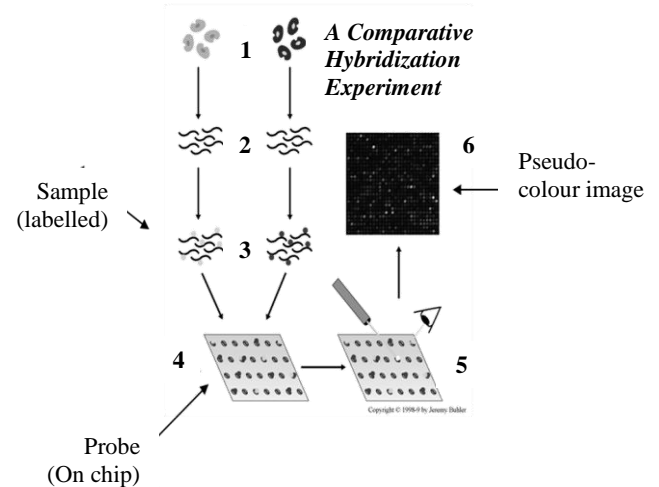 1
A Comparative
Hybridization
Experiment
2
6
Pseudo-
colour image
Sample
(labelled)
3
4
5
Copyright © 1998-9 by Jeremy Buhler
Probe
(On chip)